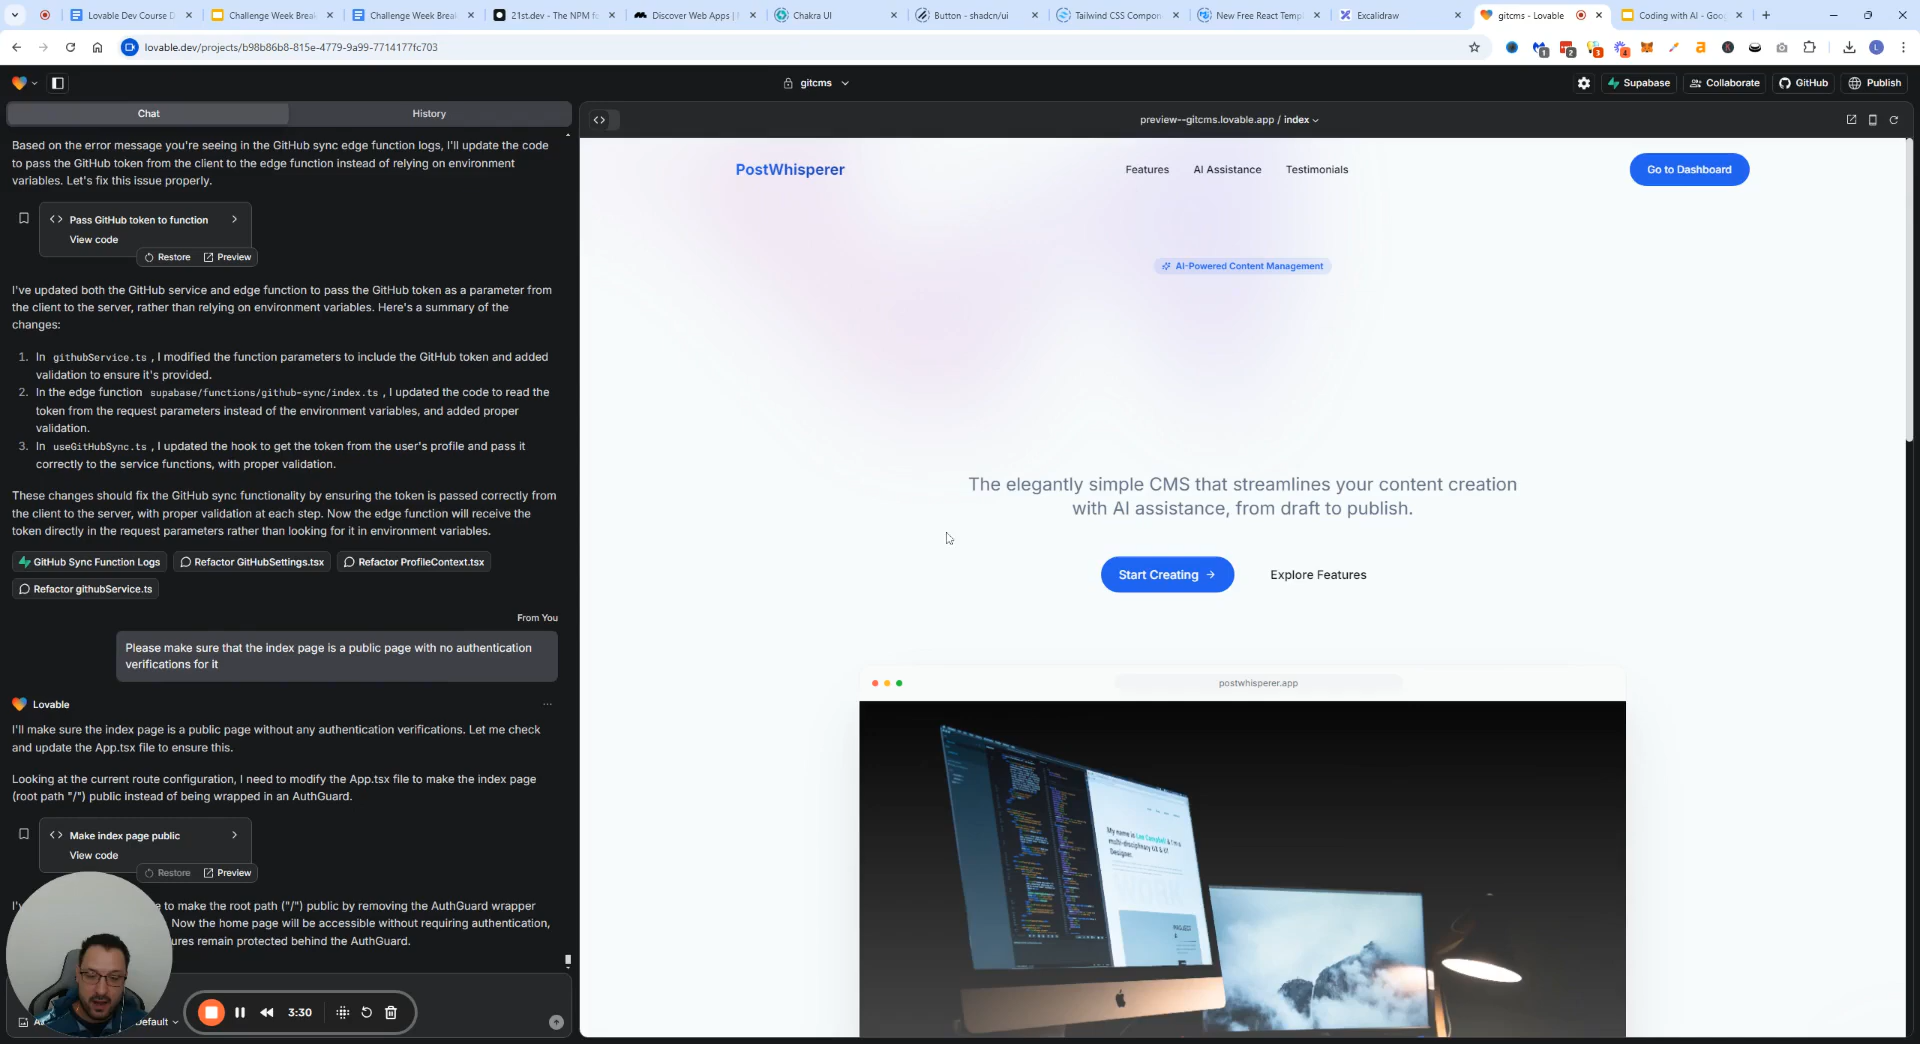 Lovable Dev Course D
Challenge Week Break
Challenge Week Break
21st.dev - The NPM fo
Discover Web Apps |
Chakra UI
Button - shadcn/ui
Tailwind CSS Compon
New Free React Templ
Excalidraw
gitcms - Lovable
Coding with AI - Goo
lovable.dev/projects/b98b86b8-815e-4779-9a99-7714177fc703
gitcms
Supabase
Collaborate
GitHub
Publish
Chat
History
preview--gitcms.lovable.app / index
Based on the error message you're seeing in the GitHub sync edge function logs, I'll update the code
to pass the GitHub token from the client to the edge function instead of relying on environment
variables. Let's fix this issue properly.
Pass GitHub token to function
View code
Restore
Preview
I've updated both the GitHub service and edge function to pass the GitHub token as a parameter from
the client to the server, rather than relying on environment variables. Here's a summary of the
changes:
1. In githubService.ts , I modified the function parameters to include the GitHub token and added
validation to ensure it's provided.
2. In the edge function supabase/functions/github-sync/index.ts , I updated the code to read the
token from the request parameters instead of the environment variables, and added proper
validation.
3. In useGitHubSync.ts , I updated the hook to get the token from the user's profile and pass it
correctly to the service functions, with proper validation.
These changes should fix the GitHub sync functionality by ensuring the token is passed correctly from
the client to the server, with proper validation at each step. Now the edge function will receive the
token directly in the request parameters rather than looking for it in environment variables.
GitHub Sync Function Logs
Refactor GitHubSettings.tsx
Refactor ProfileContext.tsx
Refactor githubService.ts
From You
Please make sure that the index page is a public page with no authentication
verifications for it
Lovable
I'll make sure the index page is a public page without any authentication verifications. Let me check
and update the App.tsx file to ensure this.
Looking at the current route configuration, I need to modify the App.tsx file to make the index page
(root path "/") public instead of being wrapped in an AuthGuard.
Make index page public
View code
Restore
Preview
to make the root path ("/") public by removing the AuthGuard wrapper
Now the home page will be accessible without requiring authentication,
remain protected behind the AuthGuard.
3:30
PostWhisperer
Features
AI Assistance
Testimonials
Go to Dashboard
AI-Powered Content Management
The elegantly simple CMS that streamlines your content creation
with AI assistance, from draft to publish.
Start Creating →
Explore Features
postwhisperer.app
My name is Lee Campbell & I'm a
multi-disciplinary UX & UI
Designer.
WORK